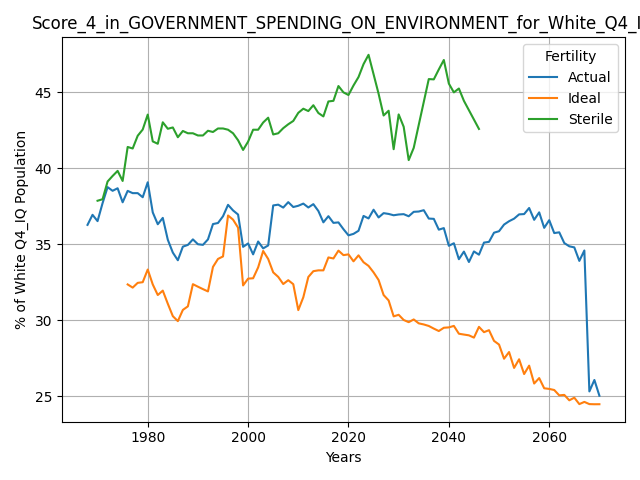 Score_4_in_GOVERNMENT_SPENDING_ON_ENVIRONMENT_for_White_Q4_I
Fertility
Actual
Ideal
Sterile
% of White Q4_IQ Population
45
40
35
30
25
1980
2000
2020
2040
2060
Years